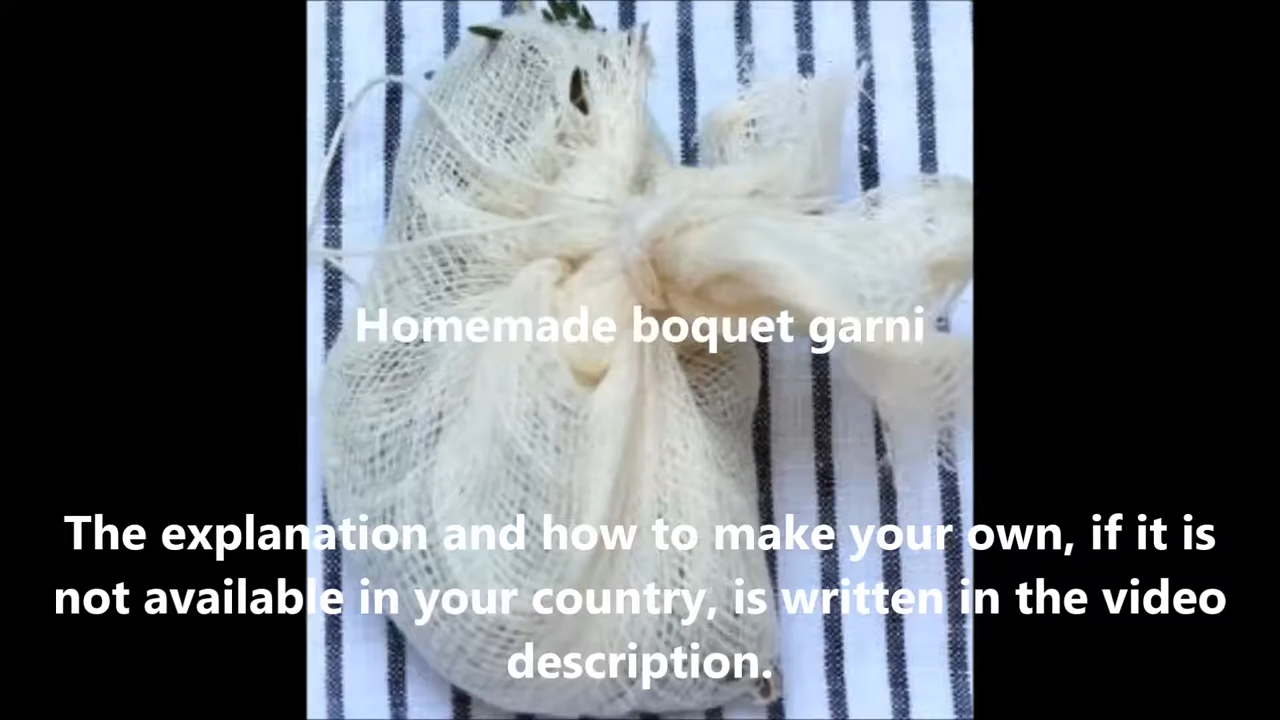 Homemade boquet garni
The explanation and how to make your own, if it is
not available in your country, is written in the video
description.